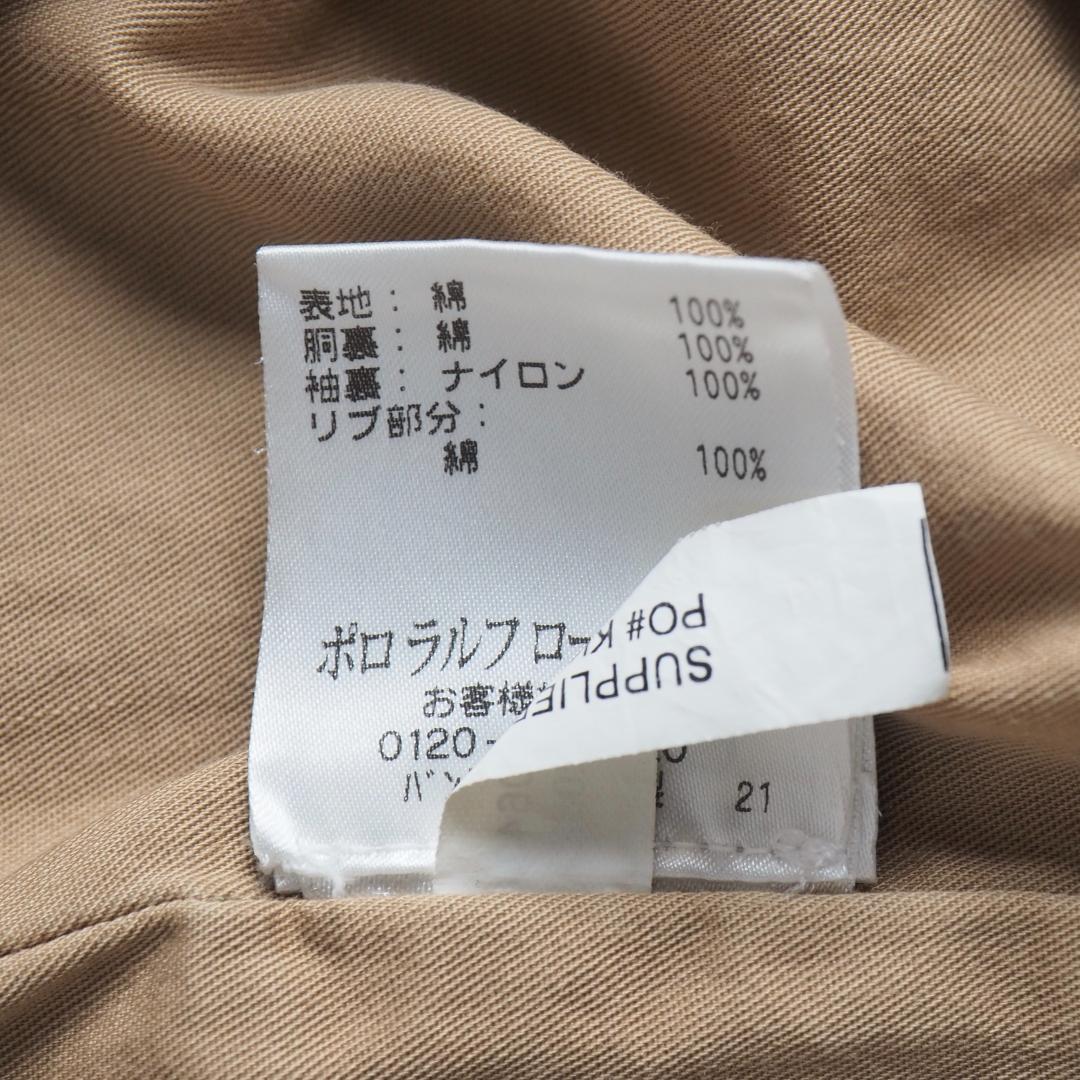 表地： 綿 100%
胴裏： 綿 100%
袖裏： ナイロン 100%
リブ部分：
綿 100%
ポロ ラルフ ロー
お客様
0120-
21
PO# K
SUPPLIE